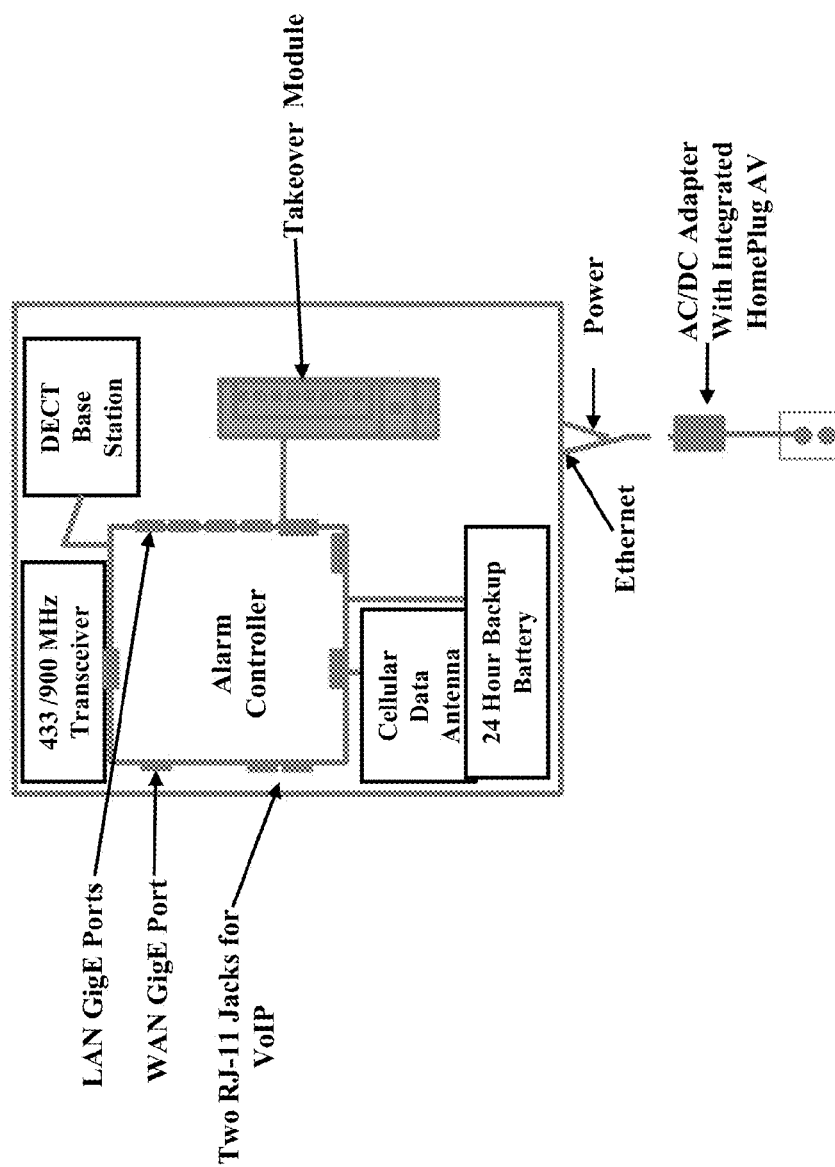 LAN GigE Ports
WAN GigE Port
Two RJ-11 Jacks for
VoIP
433 /900 MHz
Transceiver
DECT
Base
Station
Alarm
Controller
Cellular
Data
Antenna
24 Hour Backup
Battery
Takeover Module
Ethernet
Power
AC/DC Adapter
With Integrated
HomePlug AV